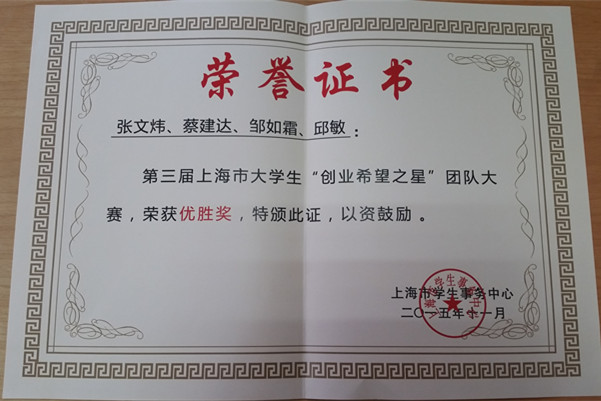 荣誉证书
张文炜、蔡建达、邹如霜、邱敏：
第三届上海市大学生“创业希望之星”团队大
赛，荣获优胜奖，特颁此证，以资鼓励。
上海市学生事务中心
二〇一五年十一月